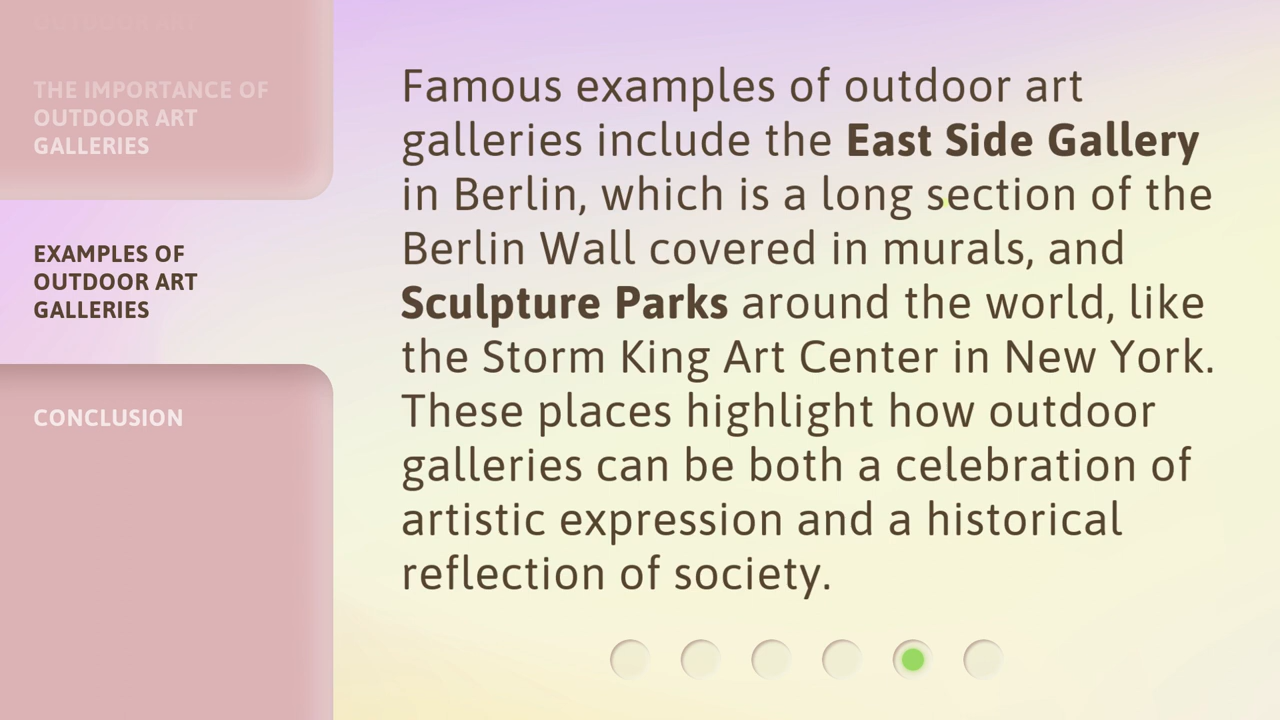 THE IMPORTANCE OF
OUTDOOR ART
GALLERIES
EXAMPLES OF
OUTDOOR ART
GALLERIES
CONCLUSION
Famous examples of outdoor art
galleries include the East Side Gallery
in Berlin, which is a long section of the
Berlin Wall covered in murals, and
Sculpture Parks around the world, like
the Storm King Art Center in New York.
These places highlight how outdoor
galleries can be both a celebration of
artistic expression and a historical
reflection of society.